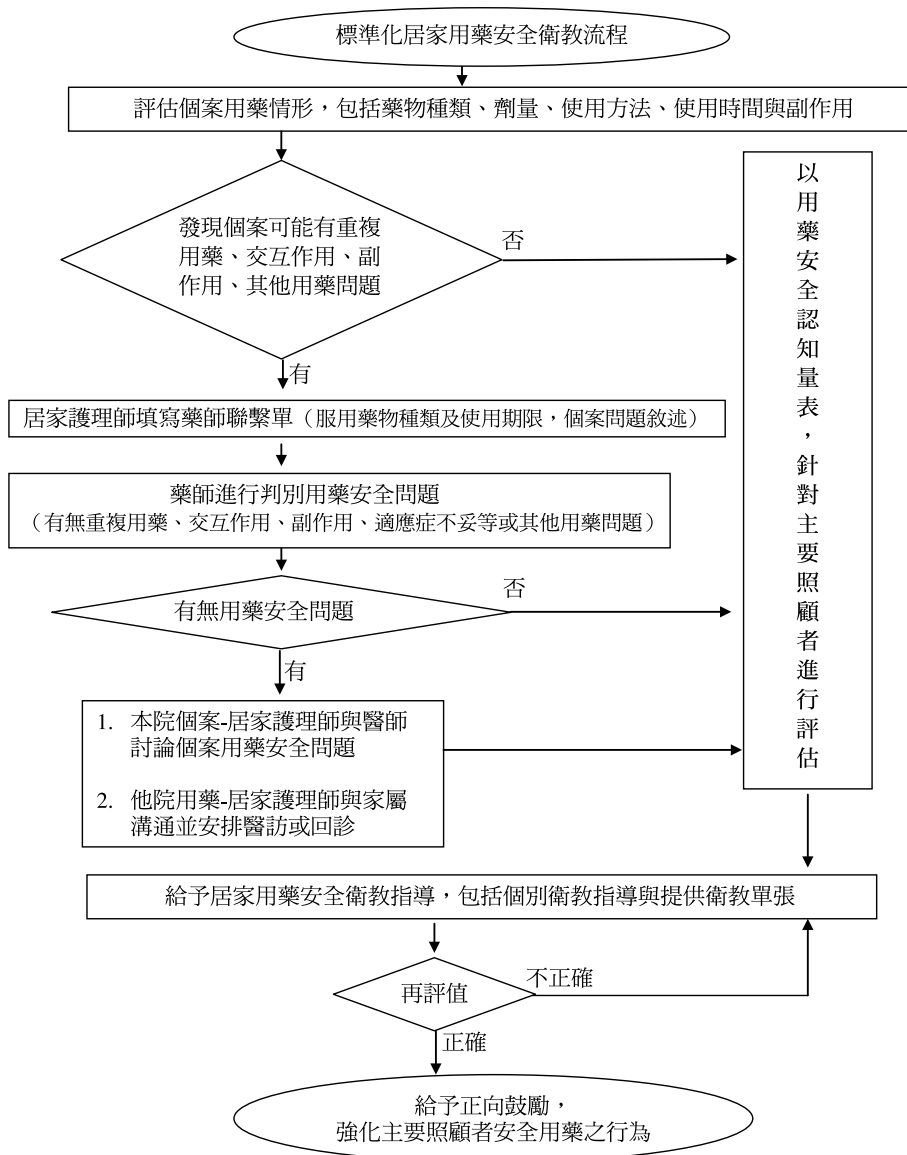 標準化居家用藥安全衛教流程
評估個案用藥情形，包括藥物種類、劑量、使用方法、使用時間與副作用
發現個案可能有重複
用藥、交互作用、副
作用、其他用藥問題
否
有
居家護理師填寫藥師聯繫單（服用藥物種類及使用期限，個案問題敘述）
藥師進行判別用藥安全問題
（有無重複用藥、交互作用、副作用、適應症不妥等或其他用藥問題）
有無用藥安全問題
否
有
1. 本院個案-居家護理師與醫師
討論個案用藥安全問題
2. 他院用藥-居家護理師與家屬
溝通並安排醫訪或回診
以用藥安全認知量表，針對主要照顧者進行評估
給予居家用藥安全衛教指導，包括個別衛教指導與提供衛教單張
再評值
不正確
正確
給予正向鼓勵，
強化主要照顧者安全用藥之行為